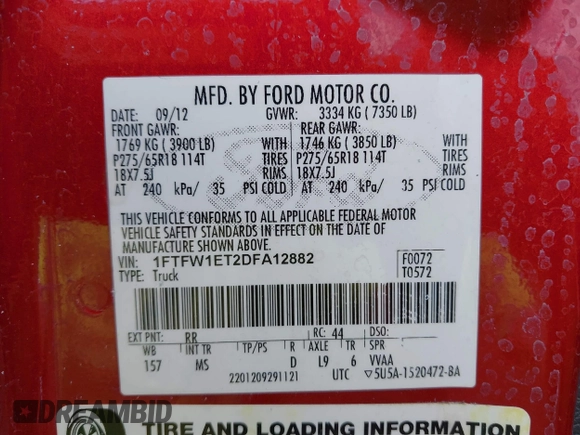 MFD. BY FORD MOTOR CO.
DATE: 09/12 GVWR: 3334 KG ( 7350 LB)
FRONT GAWR: REAR GAWR:
1769 KG ( 3900 LB) WITH 1746 KG ( 3850 LB) WITH
P275/65R18 114T TIRES P275/65R18 114T TIRES
18X7.5J RIMS 18X7.5J RIMS
AT 240 kPa/ 35 PSI COLD AT 240 kPa/ 35 PSI COLD
THIS VEHICLE CONFORMS TO ALL APPLICABLE FEDERAL MOTOR
VEHICLE SAFETY STANDARDS IN EFFECT ON THE DATE OF
MANUFACTURE SHOWN ABOVE.
VIN: 1FTFW1ET2DFA12882 F0072
TYPE: Truck T0572
EXT PNT: RR RC: 44 DSO:
WB INT TR TP/PS R AXLE TR SPR
157 MS D L9 6 VVAA
2201209291121 UTC ▽5U5A-1520472-BA
DREAMBID
TIRE AND LOADING INFORMATION